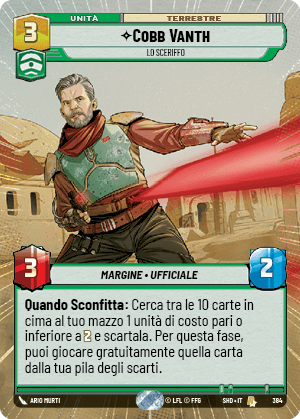 UNITÀ
TERRESTRE
3
✧COBB VANTH
LO SCERIFFO
3
MARGINE • UFFICIALE
2
Quando Sconfitta: Cerca tra le 10 carte in
cima al tuo mazzo 1 unità di costo pari o
inferiore a 2 e scartala. Per questa fase,
puoi giocare gratuitamente quella carta
dalla tua pila degli scarti.
ARIO MURTI
© LFL © FFG
SHD • IT
384